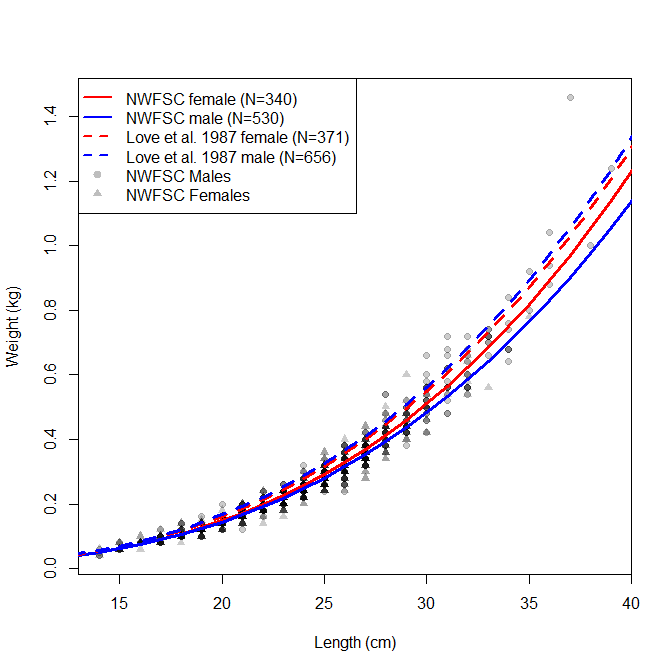 NWFSC female (N=340)
NWFSC male (N=530)
Love et al. 1987 female (N=371)
Love et al. 1987 male (N=656)
NWFSC Males
NWFSC Females
Weight (kg)
1.4
1.2
1.0
0.8
0.6
0.4
0.2
0.0
15 20 25 30 35 40
Length (cm)